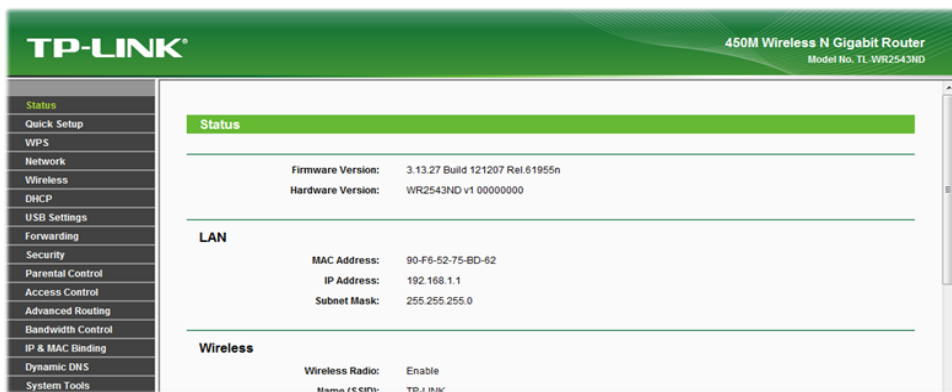 TP-LINK®
450M Wireless N Gigabit Router
Model No. TL-WR2543ND
Status
Quick Setup
WPS
Network
Wireless
DHCP
USB Settings
Forwarding
Security
Parental Control
Access Control
Advanced Routing
Bandwidth Control
IP & MAC Binding
Dynamic DNS
System Tools
Status
Firmware Version: 3.13.27 Build 121207 Rel.61955n
Hardware Version: WR2543ND v1 00000000
LAN
MAC Address: 90-F6-52-75-BD-62
IP Address: 192.168.1.1
Subnet Mask: 255.255.255.0
Wireless
Wireless Radio: Enable
Name (SSID): TP-LINK